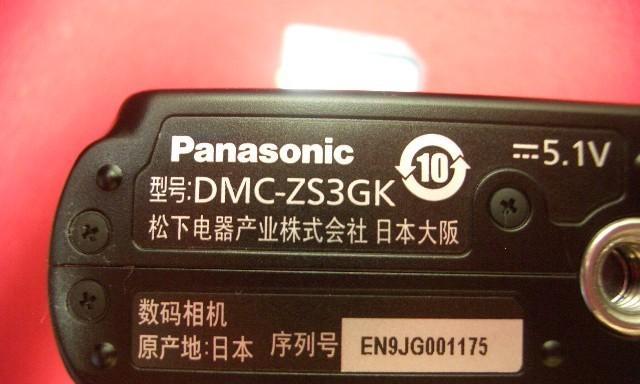 Panasonic
10
⎓5.1V
型号:DMC-ZS3GK
松下电器产业株式会社 日本大阪
数码相机
原产地:日本 序列号 EN9JG001175